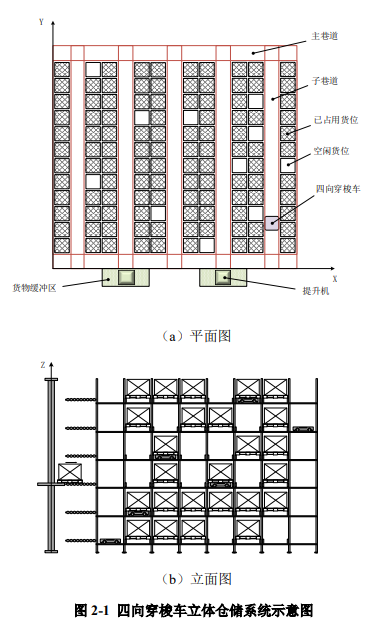 Y
主巷道
子巷道
已占用货位
空闲货位
四向穿梭车
X
货物缓冲区
提升机
（a）平面图
Z
（b）立面图
图 2-1 四向穿梭车立体仓储系统示意图